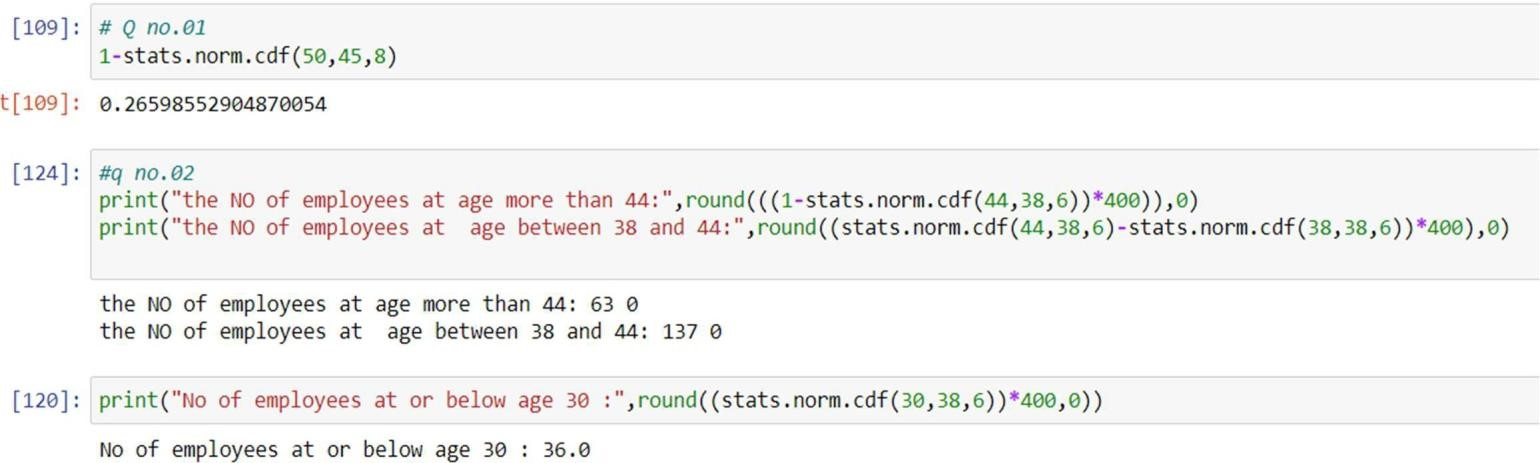 [109]: # Q no.01
1-stats.norm.cdf(50,45,8)
t[109]: 0.26598552904870054
[124]: #q no.02
print("the NO of employees at age more than 44:",round(((1-stats.norm.cdf(44,38,6))*400)),0)
print("the NO of employees at  age between 38 and 44:",round((stats.norm.cdf(44,38,6)-stats.norm.cdf(38,38,6))*400),0)
the NO of employees at age more than 44: 63 0
the NO of employees at  age between 38 and 44: 137 0
[120]: print("No of employees at or below age 30 :",round((stats.norm.cdf(30,38,6))*400,0))
No of employees at or below age 30 : 36.0